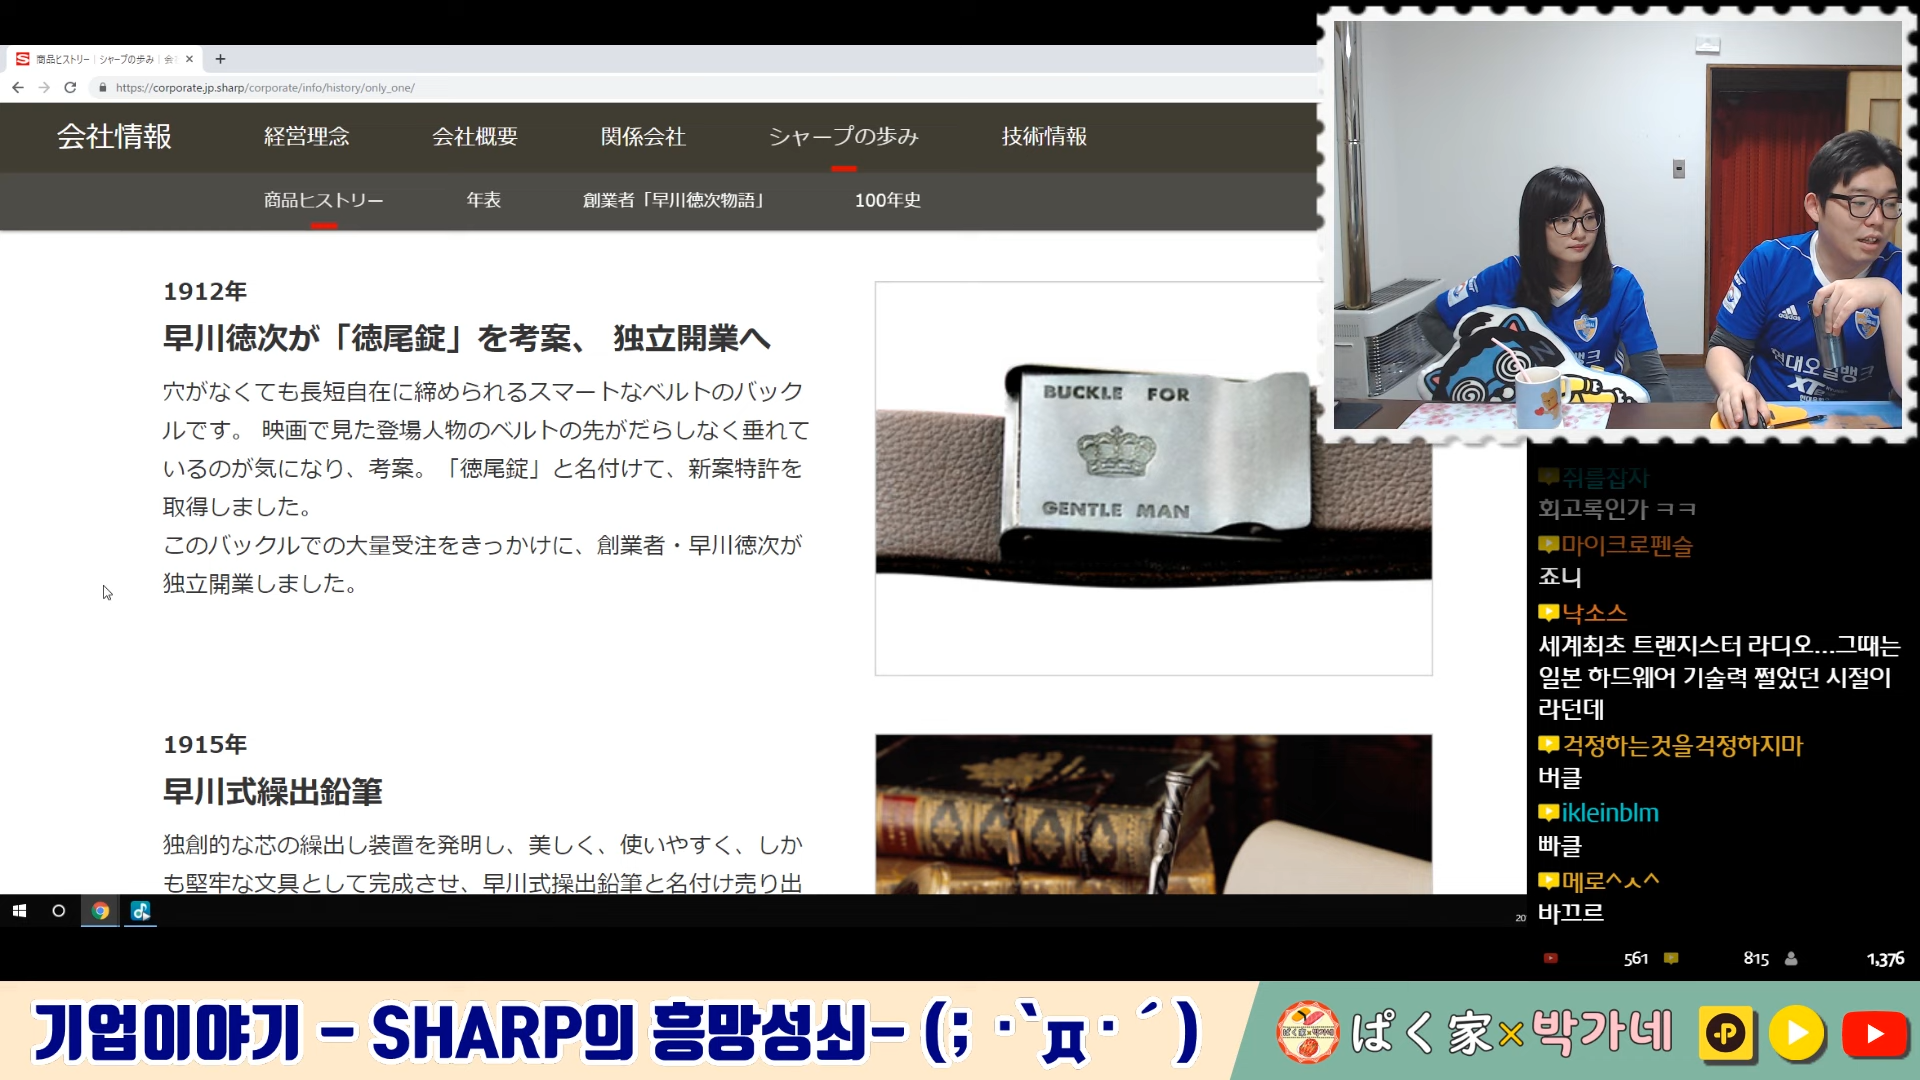 商品ヒストリー｜シャープの歩み｜会
https://corporate.jp.sharp/corporate/info/history/only_one/
会社情報
経営理念
会社概要
関係会社
シャープの歩み
技術情報
商品ヒストリー
年表
創業者「早川徳次物語」
100年史
1912年
早川徳次が「徳尾錠」を考案、 独立開業へ
穴がなくても長短自在に締められるスマートなベルトのバック
ルです。 映画で見た登場人物のベルトの先がだらしなく垂れて
いるのが気になり、考案。「徳尾錠」と名付けて、新案特許を
取得しました。
このバックルでの大量受注をきっかけに、創業者・早川徳次が
独立開業しました。
BUCKLE FOR
GENTLE MAN
1915年
早川式繰出鉛筆
独創的な芯の繰出し装置を発明し、美しく、使いやすく、しか
も堅牢な文具として完成させ、早川式操出鉛筆と名付け売り出
adidas
현대오일뱅크
XT
쥐를잡자
회고록인가 ㅋㅋ
마이크로펜슬
죠니
낙소스
세계최초 트랜지스터 라디오...그때는
일본 하드웨어 기술력 쩔었던 시절이
라던데
걱정하는것을걱정하지마
버클
ikleinblm
빠클
메로^ㅅ^
바끄르
20
561
815
1,376
기업이야기 - SHARP의 흥망성쇠- (; ･`д･´)
ぱく家×박가네